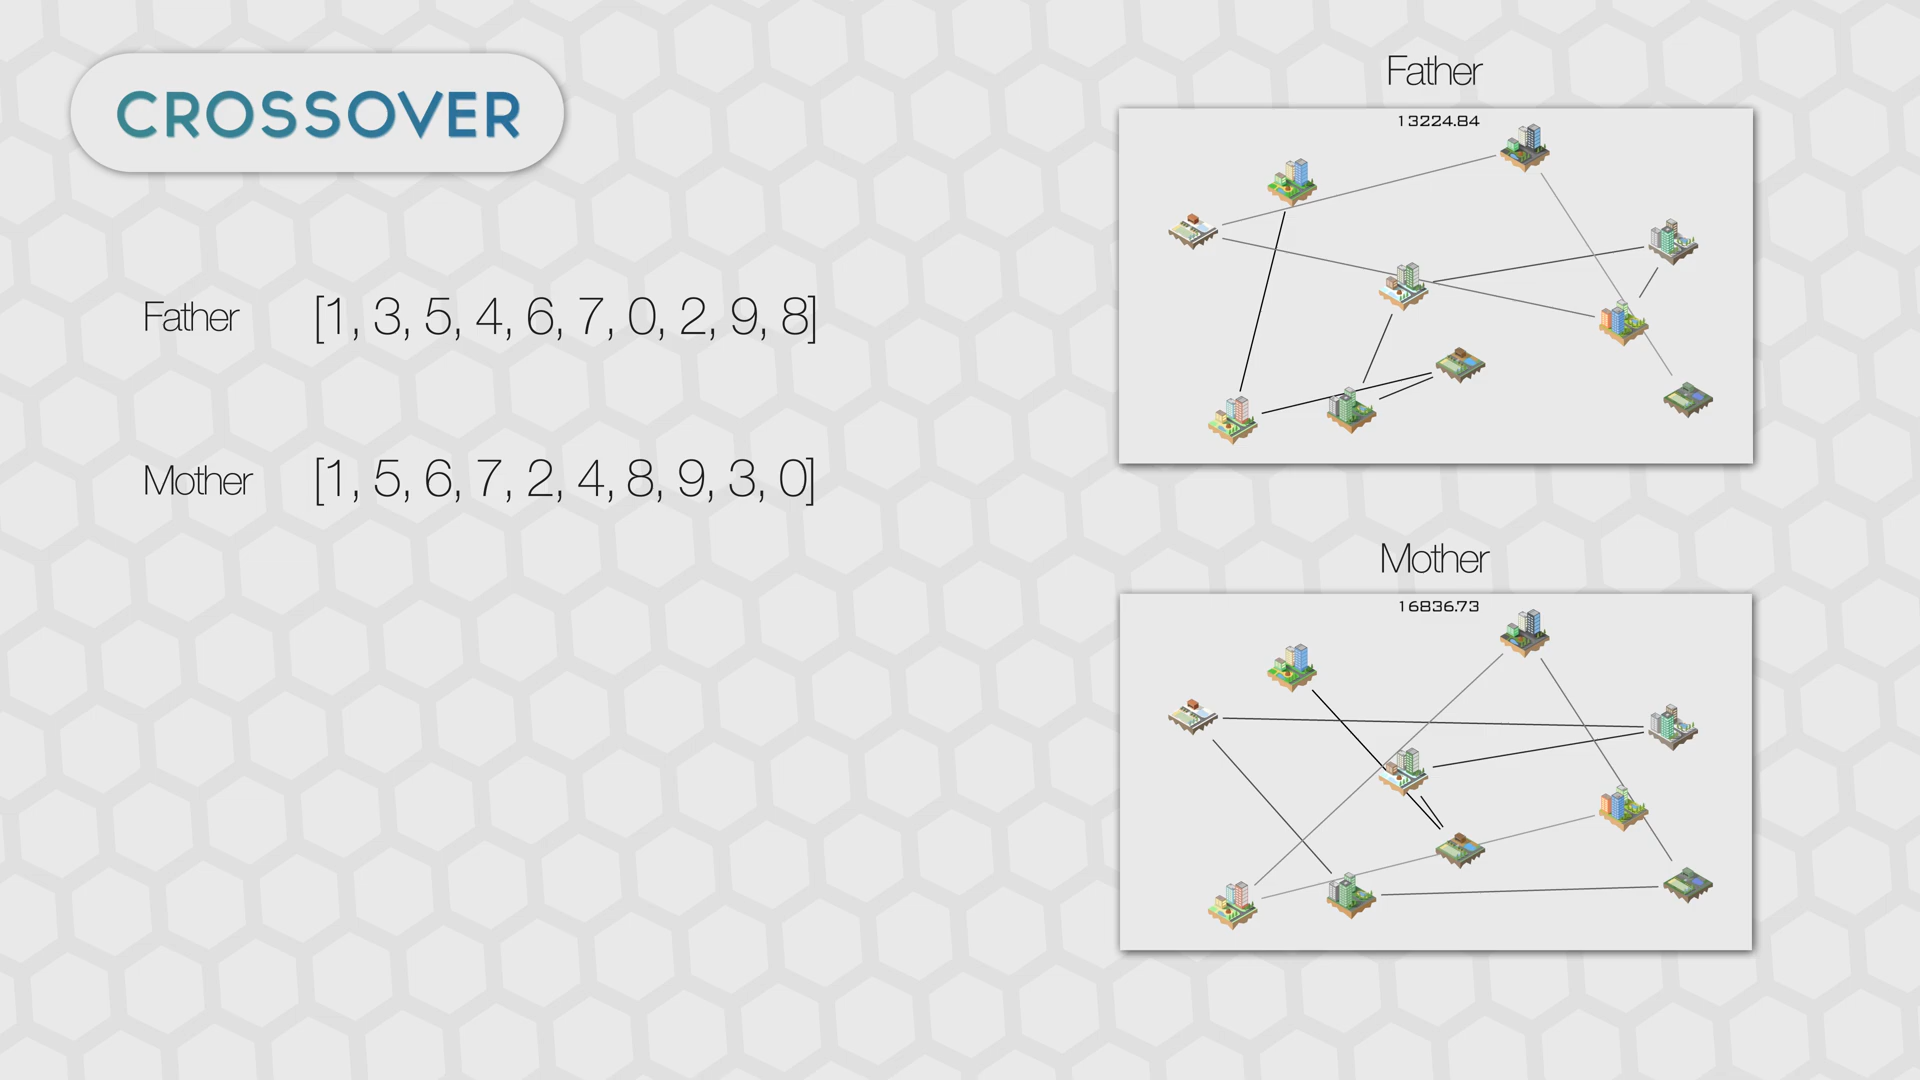 CROSSOVER
Father [1, 3, 5, 4, 6, 7, 0, 2, 9, 8]
Mother [1, 5, 6, 7, 2, 4, 8, 9, 3, 0]
Father
13224.84
Mother
16836.73